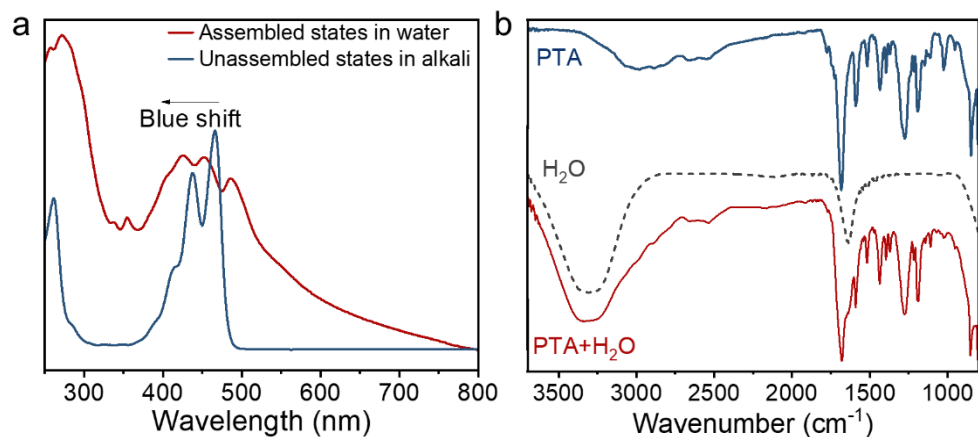 a
Assembled states in water
Unassembled states in alkali
Blue shift
300 400 500 600 700 800
Wavelength (nm)
b
PTA
H₂O
PTA+H₂O
3500 3000 2500 2000 1500 1000
Wavenumber (cm⁻¹)